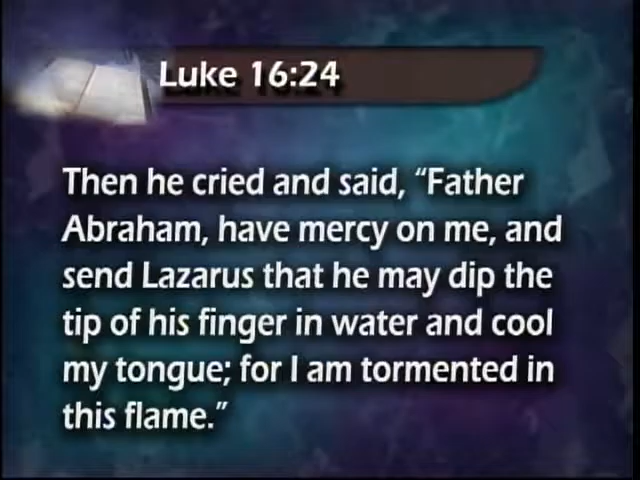 Luke 16:24
Then he cried and said, “Father
Abraham, have mercy on me, and
send Lazarus that he may dip the
tip of his finger in water and cool
my tongue; for I am tormented in
this flame.”